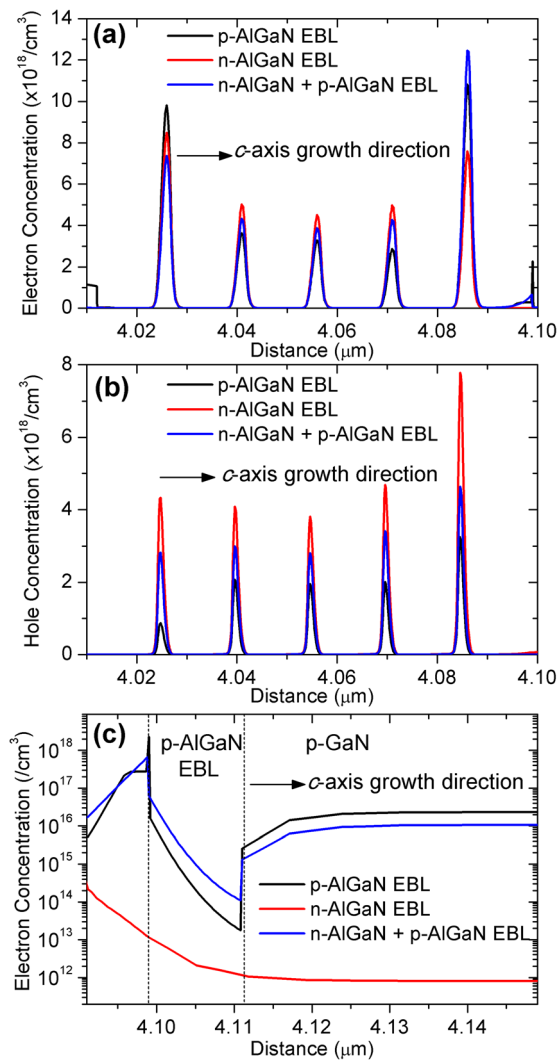 (a)
p-AlGaN EBL
n-AlGaN EBL
n-AlGaN + p-AlGaN EBL
c-axis growth direction
Electron Concentration (x10^18/cm^3)
14
12
10
8
6
4
2
0
4.02 4.04 4.06 4.08 4.10
Distance (μm)
(b)
p-AlGaN EBL
n-AlGaN EBL
n-AlGaN + p-AlGaN EBL
c-axis growth direction
Hole Concentration (x10^18/cm^3)
8
6
4
2
0
4.02 4.04 4.06 4.08 4.10
Distance (μm)
(c)
p-AlGaN
EBL
p-GaN
c-axis growth direction
p-AlGaN EBL
n-AlGaN EBL
n-AlGaN + p-AlGaN EBL
Electron Concentration (/cm^3)
10^18
10^17
10^16
10^15
10^14
10^13
10^12
4.10 4.11 4.12 4.13 4.14
Distance (μm)